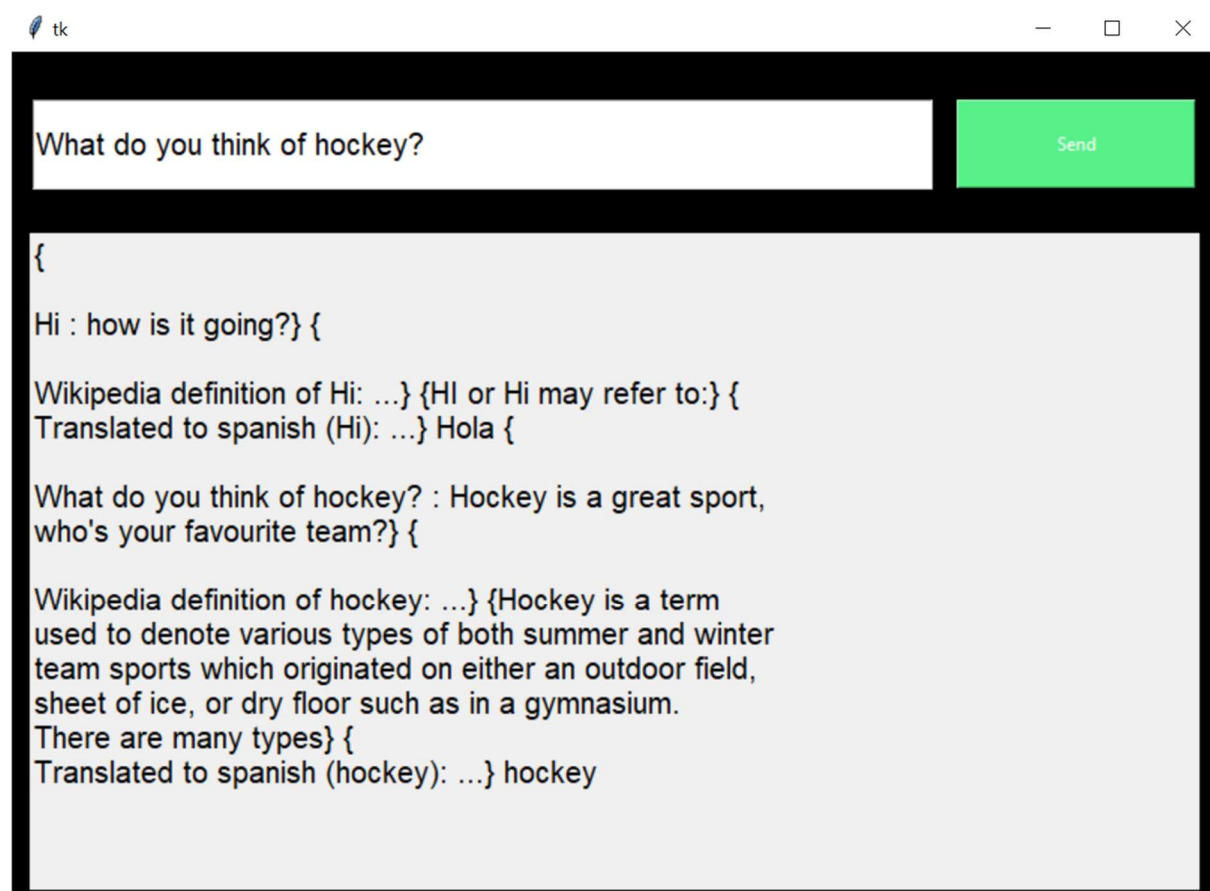 tk
What do you think of hockey?
Send
{
Hi : how is it going?} {
Wikipedia definition of Hi: ...} {HI or Hi may refer to:} {
Translated to spanish (Hi): ...} Hola {
What do you think of hockey? : Hockey is a great sport,
who's your favourite team?} {
Wikipedia definition of hockey: ...} {Hockey is a term
used to denote various types of both summer and winter
team sports which originated on either an outdoor field,
sheet of ice, or dry floor such as in a gymnasium.
There are many types} {
Translated to spanish (hockey): ...} hockey